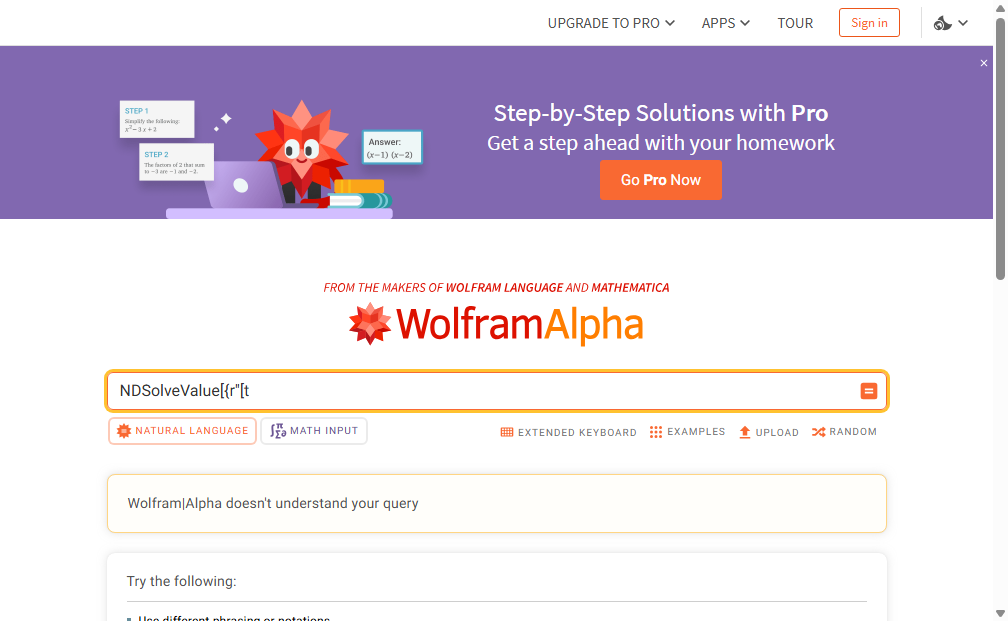 UPGRADE TO PRO APPS TOUR Sign in
×
STEP 1
Simplify the following:
x²−3 x + 2
STEP 2
The factors of 2 that sum
to −3 are −1 and −2.
Answer:
(x−1) (x−2)
Step-by-Step Solutions with Pro
Get a step ahead with your homework
Go Pro Now
FROM THE MAKERS OF WOLFRAM LANGUAGE AND MATHEMATICA
WolframAlpha
NDSolveValue[{r"[t
NATURAL LANGUAGE MATH INPUT EXTENDED KEYBOARD EXAMPLES UPLOAD RANDOM
Wolfram|Alpha doesn't understand your query
Try the following:
Use different phrasing or notations